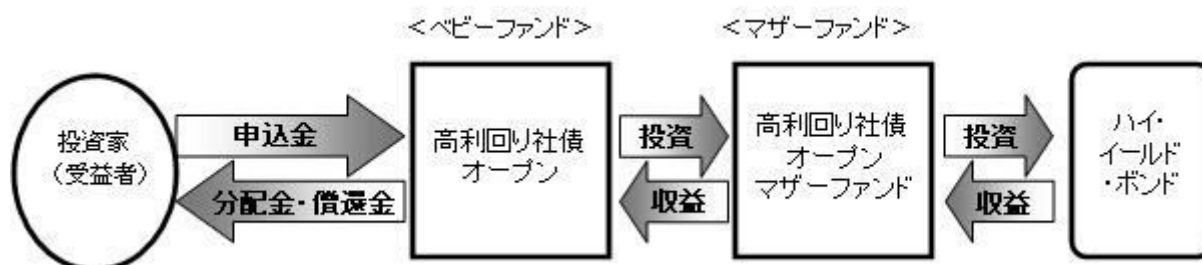 ＜ベビーファンド＞
＜マザーファンド＞
投資家
（受益者）
申込金
分配金・償還金
高利回り社債
オープン
投資
収益
高利回り社債
オープン
マザーファンド
投資
収益
ハイ・
イールド
・ボンド